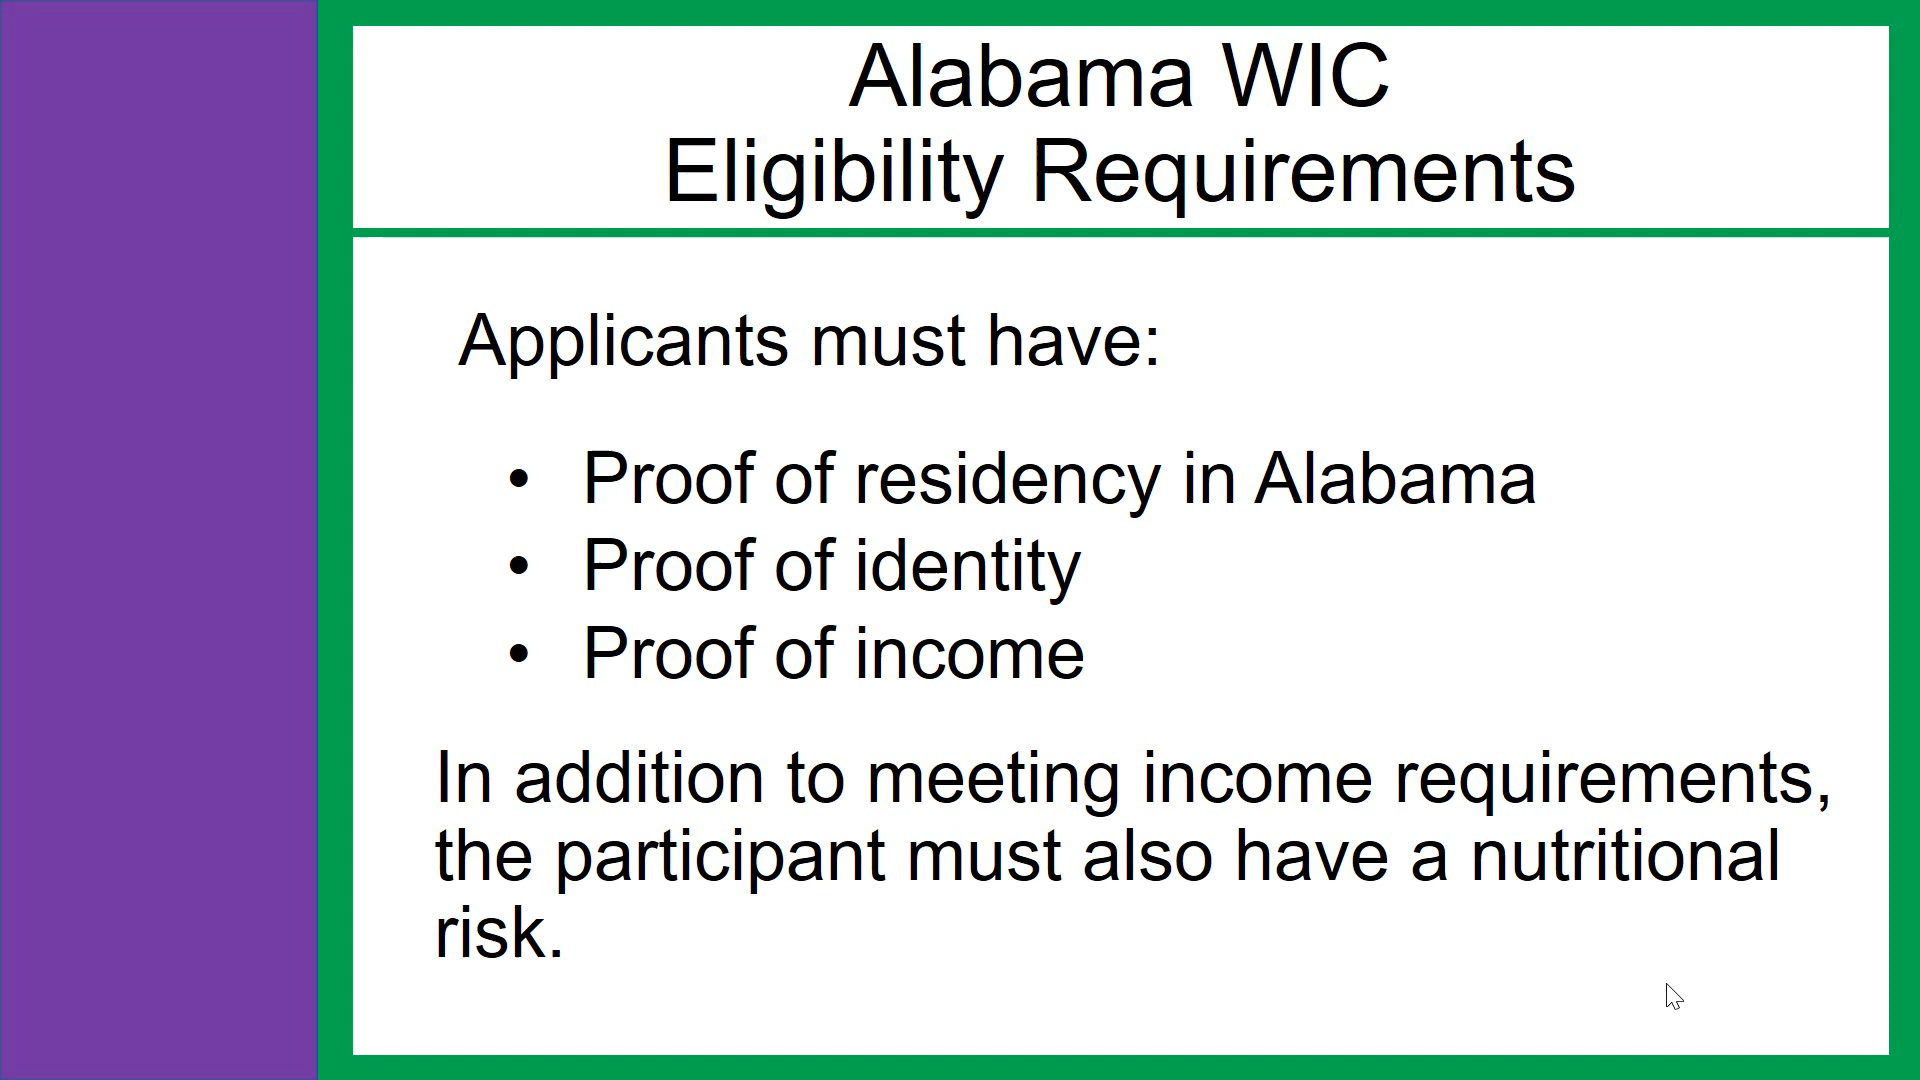 Alabama WIC
Eligibility Requirements
Applicants must have:
• Proof of residency in Alabama
• Proof of identity
• Proof of income
In addition to meeting income requirements,
the participant must also have a nutritional
risk.